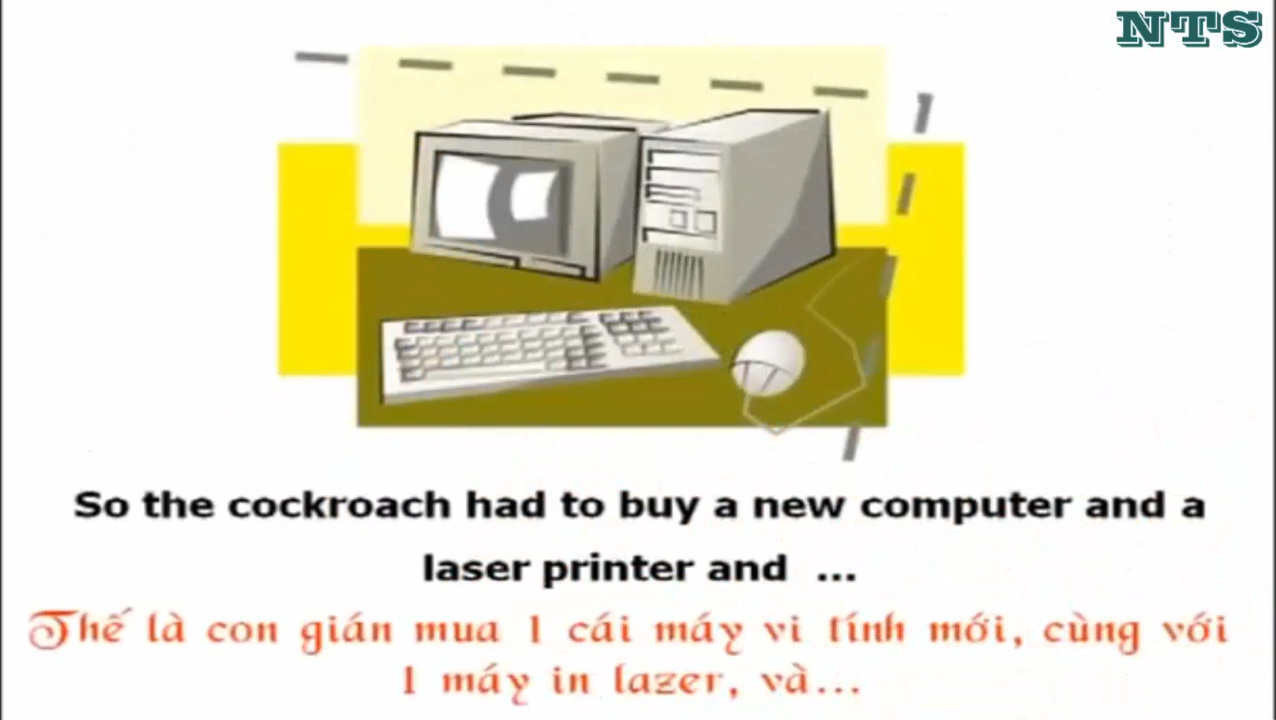 NTS
So the cockroach had to buy a new computer and a
laser printer and ...
Thế là con gián mua 1 cái máy vi tính mới, cùng với
1 máy in lazer, và...